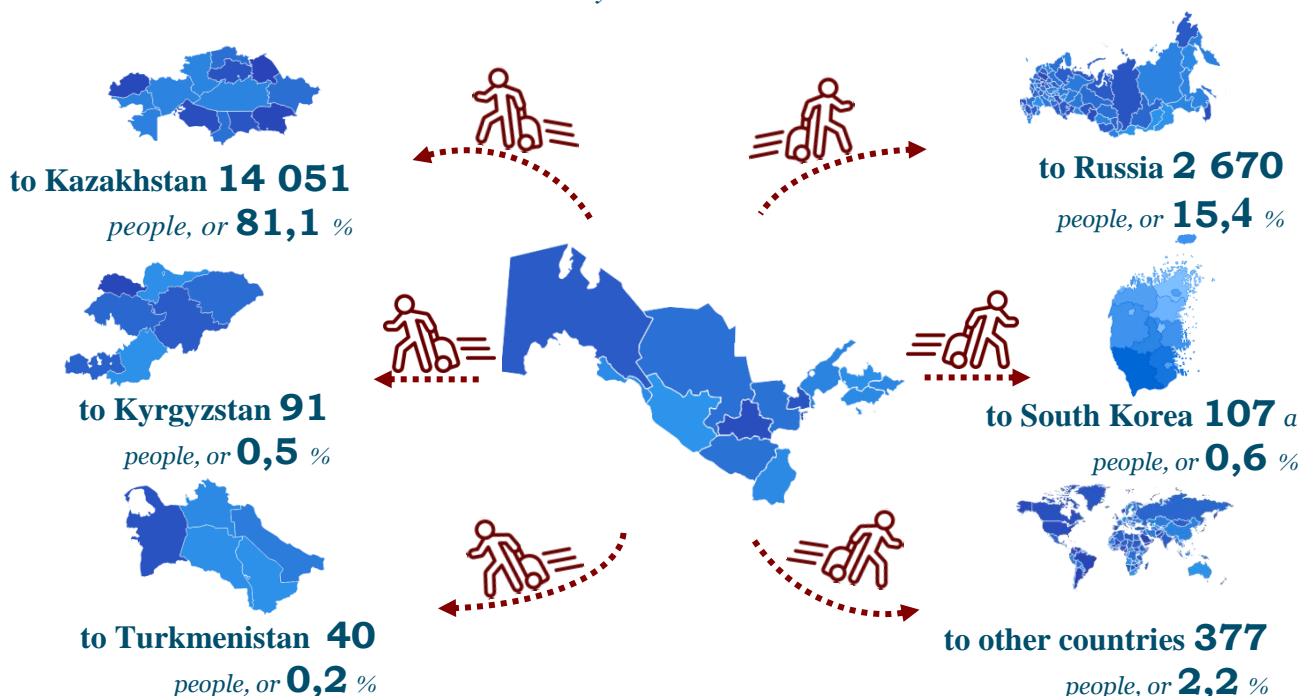 to Kazakhstan 14 051
people, or 81,1 %
to Russia 2 670
people, or 15,4 %
to Kyrgyzstan 91
people, or 0,5 %
to South Korea 107 a
people, or 0,6 %
to Turkmenistan 40
people, or 0,2 %
to other countries 377
people, or 2,2 %